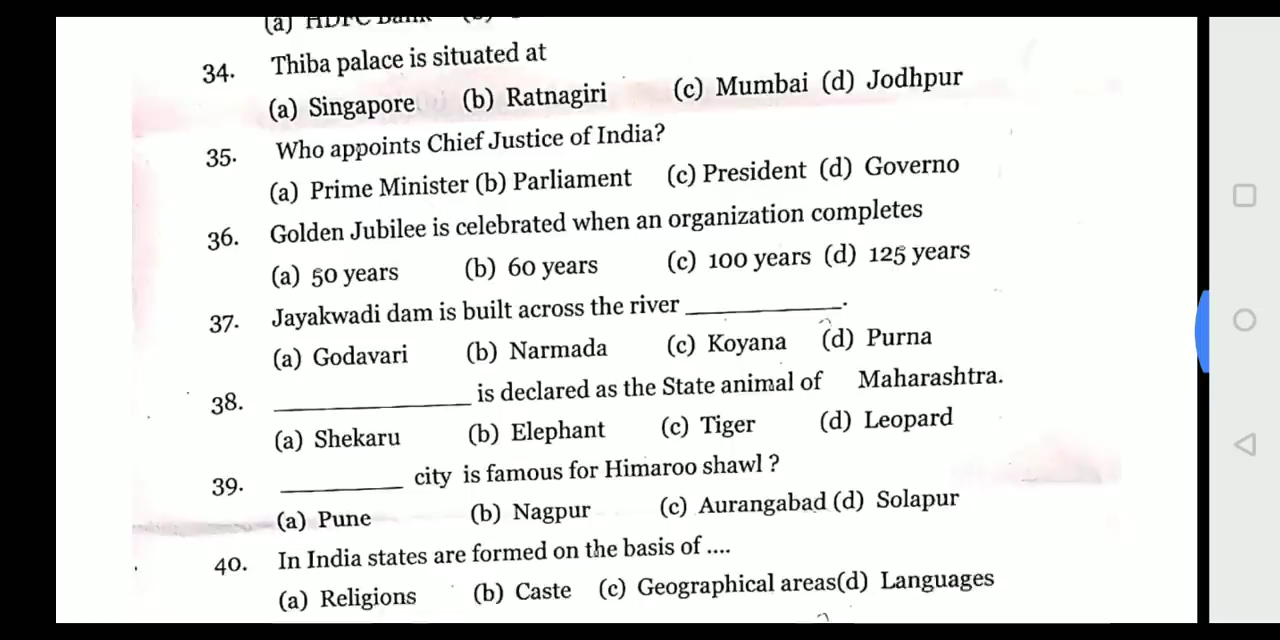 (a) HDFC Bank
34. Thiba palace is situated at
(a) Singapore (b) Ratnagiri (c) Mumbai (d) Jodhpur
35. Who appoints Chief Justice of India?
(a) Prime Minister (b) Parliament (c) President (d) Governo
36. Golden Jubilee is celebrated when an organization completes
(a) 50 years (b) 60 years (c) 100 years (d) 125 years
37. Jayakwadi dam is built across the river ____________.
(a) Godavari (b) Narmada (c) Koyana (d) Purna
38. ____________ is declared as the State animal of Maharashtra.
(a) Shekaru (b) Elephant (c) Tiger (d) Leopard
39. __________ city is famous for Himaroo shawl ?
(a) Pune (b) Nagpur (c) Aurangabad (d) Solapur
40. In India states are formed on the basis of ....
(a) Religions (b) Caste (c) Geographical areas(d) Languages